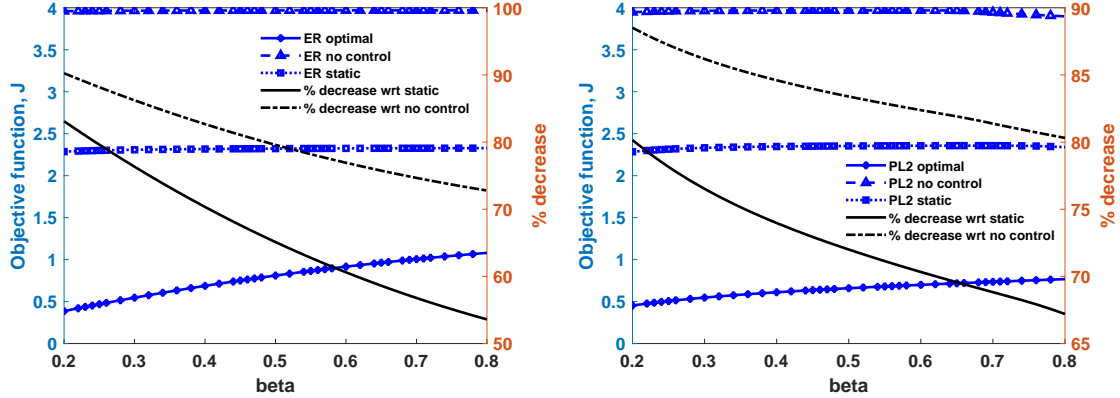 4
3.5
3
2.5
2
1.5
1
0.5
0
Objective function, J
100
90
80
70
60
50
% decrease
ER optimal
ER no control
ER static
% decrease wrt static
% decrease wrt no control
0.2 0.3 0.4 0.5 0.6 0.7 0.8
beta
4
3.5
3
2.5
2
1.5
1
0.5
0
Objective function, J
90
85
80
75
70
65
% decrease
PL2 optimal
PL2 no control
PL2 static
% decrease wrt static
% decrease wrt no control
0.2 0.3 0.4 0.5 0.6 0.7 0.8
beta